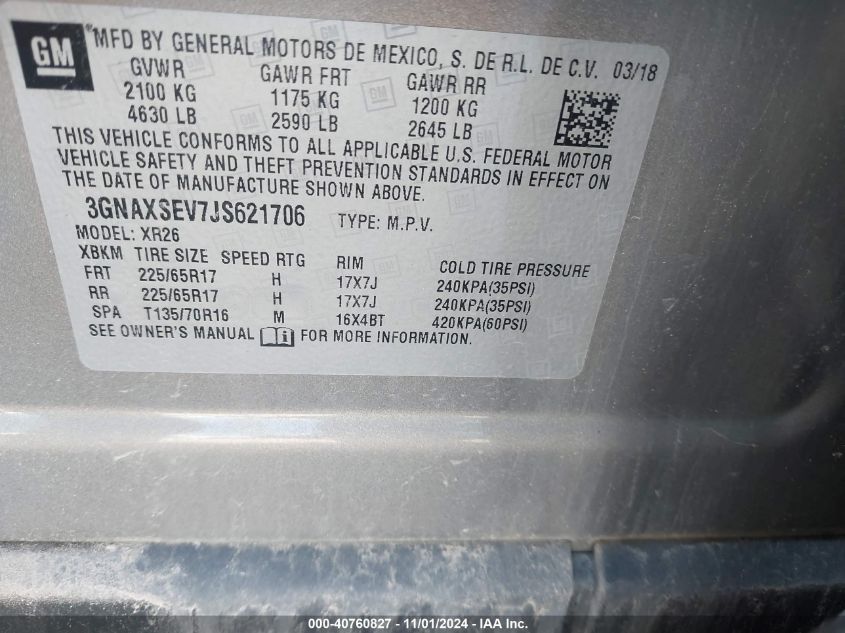 GM ®MFD BY GENERAL MOTORS DE MEXICO, S. DE R.L. DE C.V. 03/18
GVWR GAWR FRT GAWR RR
2100 KG 1175 KG 1200 KG
4630 LB 2590 LB 2645 LB
THIS VEHICLE CONFORMS TO ALL APPLICABLE U.S. FEDERAL MOTOR
VEHICLE SAFETY AND THEFT PREVENTION STANDARDS IN EFFECT ON
THE DATE OF MANUFACTURE SHOWN ABOVE.
3GNAXSEV7JS621706 TYPE: M.P.V.
MODEL: XR26
XBKM TIRE SIZE SPEED RTG RIM COLD TIRE PRESSURE
FRT 225/65R17 H 17X7J 240KPA(35PSI)
RR 225/65R17 H 17X7J 240KPA(35PSI)
SPA T135/70R16 M 16X4BT 420KPA(60PSI)
SEE OWNER'S MANUAL i FOR MORE INFORMATION.
000-40760827 - 11/01/2024 - IAAI.com